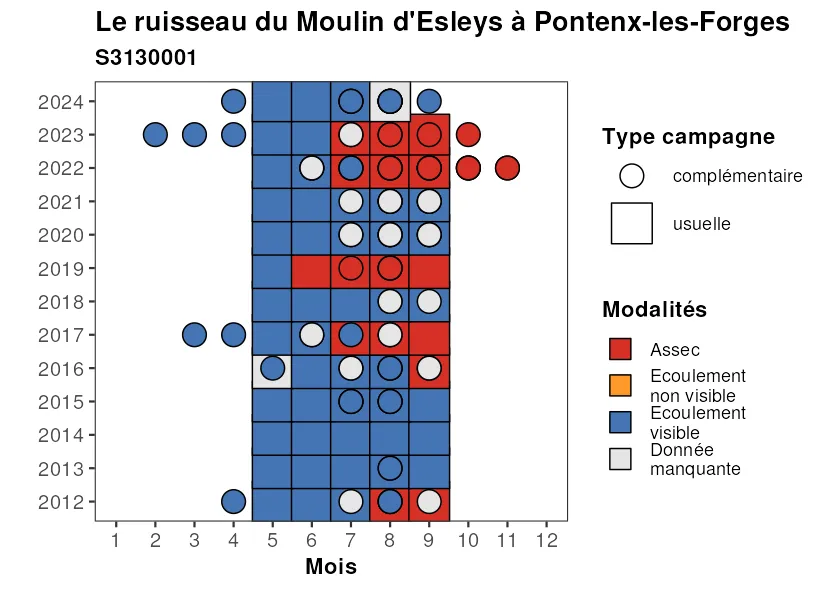 Le ruisseau du Moulin d'Esleys à Pontenx-les-Forges
S3130001
2024
2023
2022
2021
2020
2019
2018
2017
2016
2015
2014
2013
2012
1 2 3 4 5 6 7 8 9 10 11 12
Mois
Type campagne
complémentaire
usuelle
Modalités
Assec
Ecoulement
non visible
Ecoulement
visible
Donnée
manquante